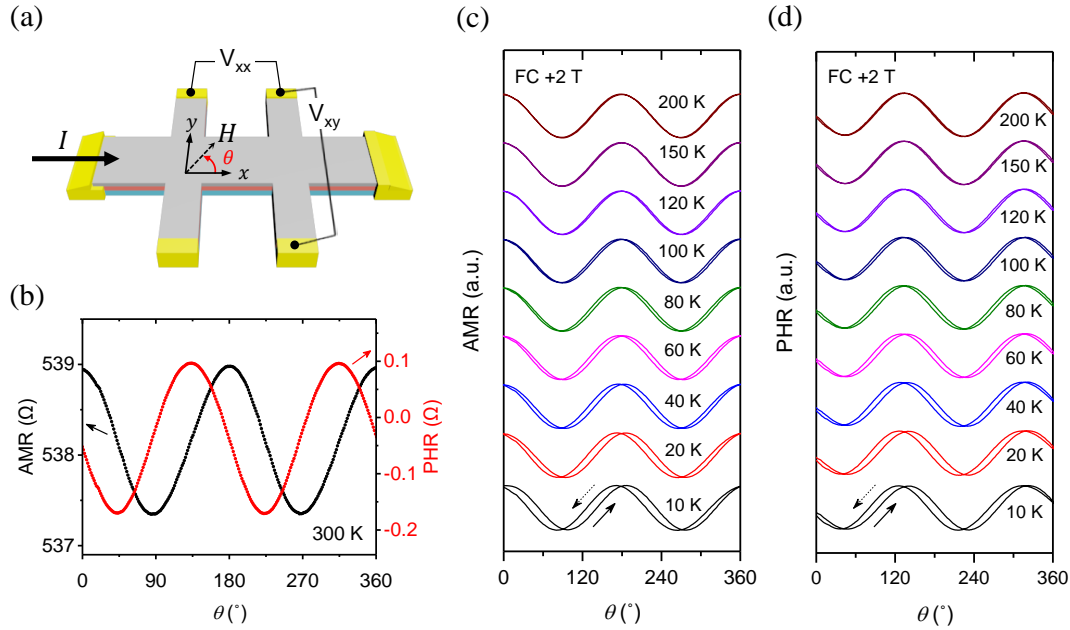 (a)
V_xx
V_xy
I
y
H
θ
x
(b)
AMR (Ω)
539
538
537
0.1
0.0
-0.1
-0.2
PHR (Ω)
300 K
0 90 180 270 360
θ (°)
(c)
FC +2 T
200 K
150 K
120 K
100 K
80 K
60 K
40 K
20 K
10 K
AMR (a.u.)
0 120 240 360
θ (°)
(d)
FC +2 T
200 K
150 K
120 K
100 K
80 K
60 K
40 K
20 K
10 K
PHR (a.u.)
0 120 240 360
θ (°)